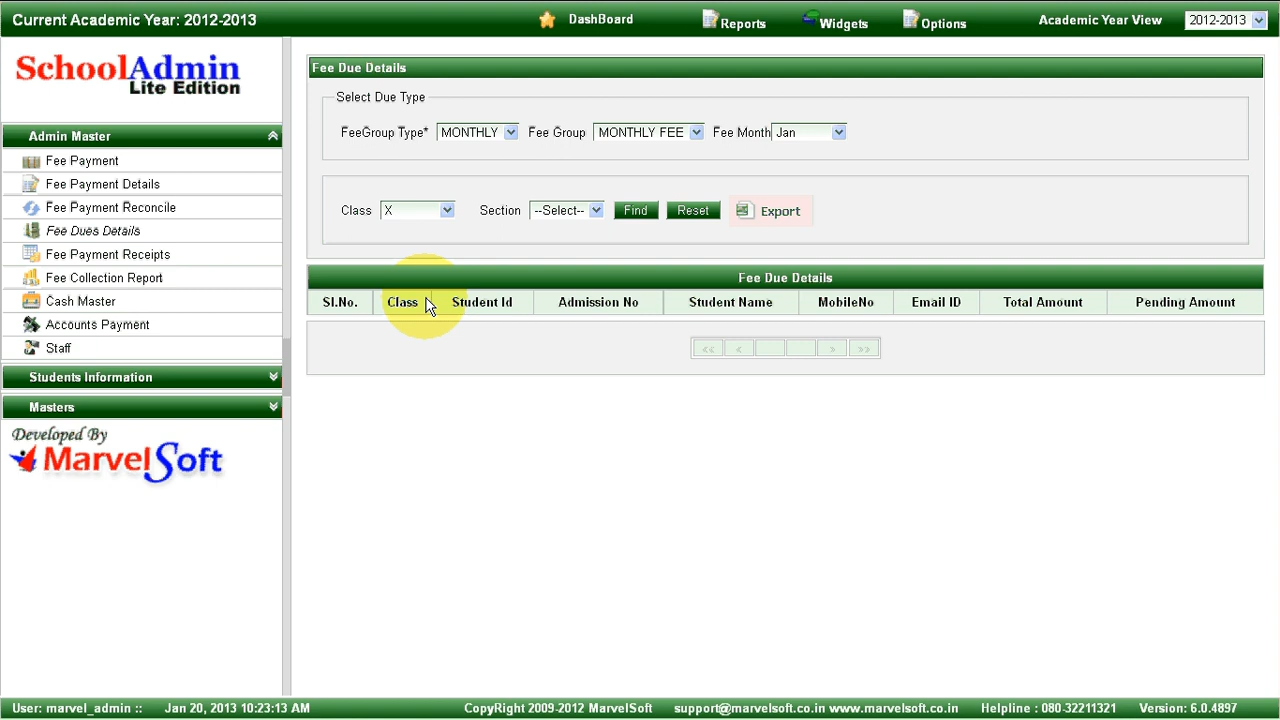 Current Academic Year: 2012-2013 DashBoard Reports Widgets Options Academic Year View 2012-2013
SchoolAdmin
Lite Edition
Admin Master
Fee Payment
Fee Payment Details
Fee Payment Reconcile
Fee Dues Details
Fee Payment Receipts
Fee Collection Report
Cash Master
Accounts Payment
Staff
Students Information
Masters
Developed By
MarvelSoft
Fee Due Details
Select Due Type
FeeGroup Type* MONTHLY Fee Group MONTHLY FEE Fee Month Jan
Class X Section --Select-- Find Reset Export
Fee Due Details
Sl.No. Class Student Id Admission No Student Name MobileNo Email ID Total Amount Pending Amount
<< < > >>
User: marvel_admin :: Jan 20, 2013 10:23:13 AM CopyRight 2009-2012 MarvelSoft support@marvelsoft.co.in www.marvelsoft.co.in Helpline : 080-32211321 Version: 6.0.4897